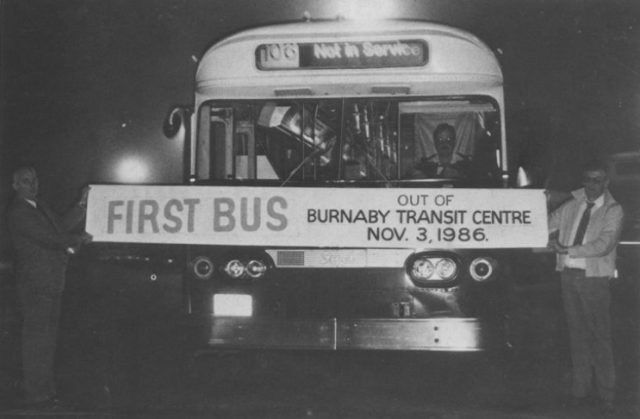 106 Not in Service
FIRST BUS
OUT OF
BURNABY TRANSIT CENTRE
NOV. 3, 1986.